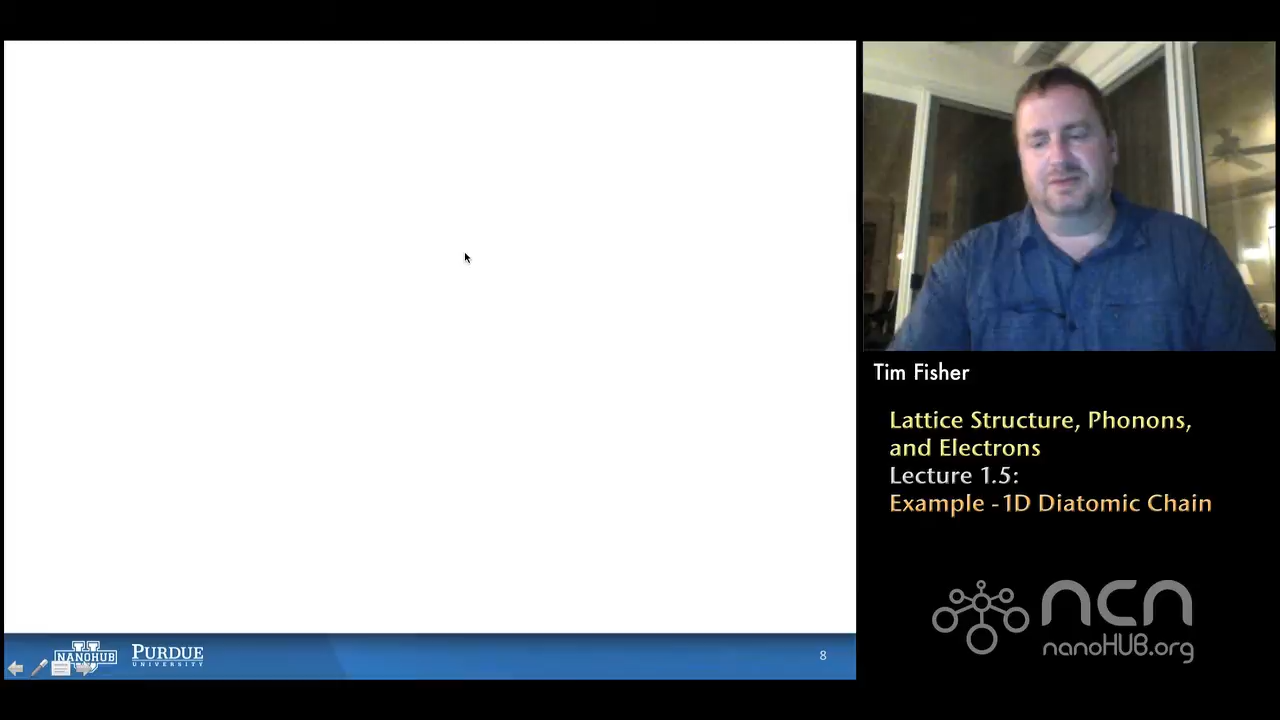 Tim Fisher
Lattice Structure, Phonons,
and Electrons
Lecture 1.5:
Example -1D Diatomic Chain
ncn
nanoHUB.org
NANOHUB
U
PURDUE
UNIVERSITY
8